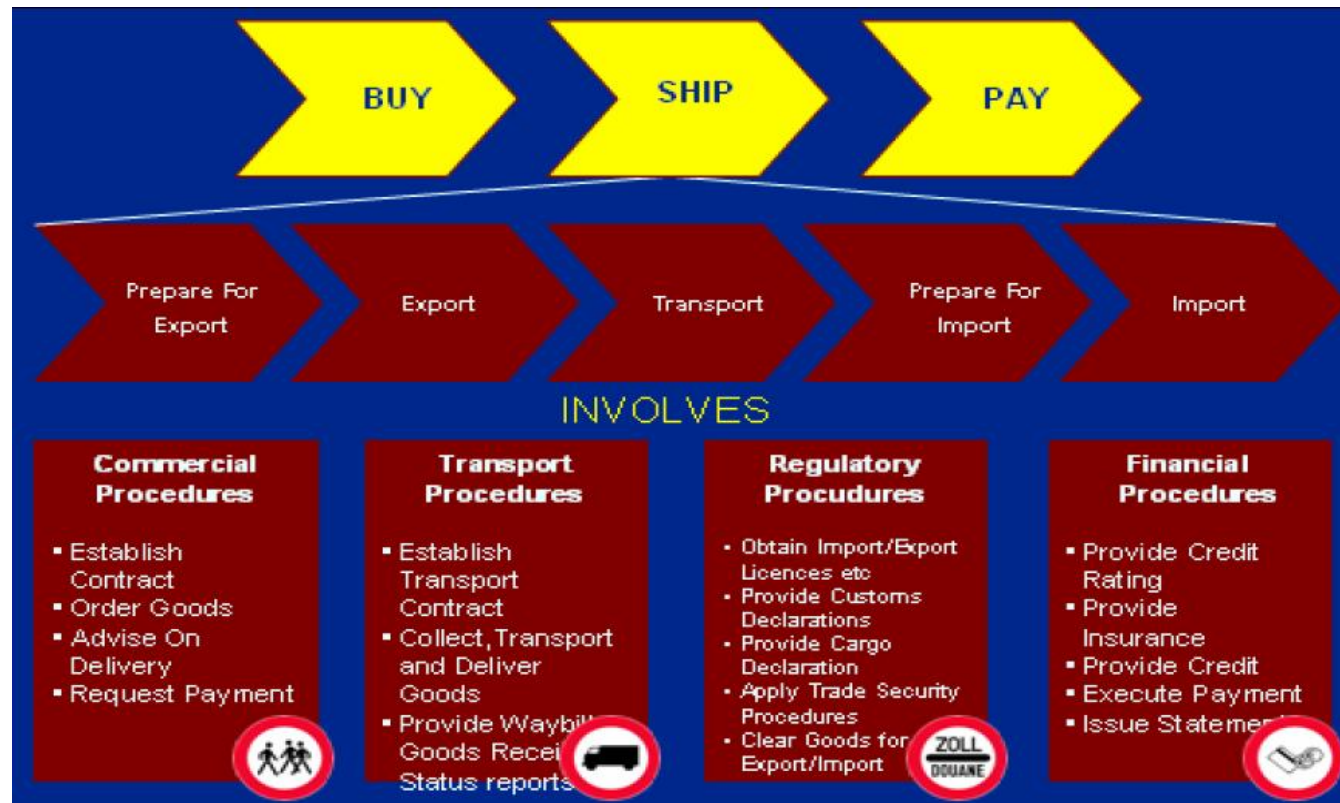 BUY
SHIP
PAY
Prepare For
Export
Export
Transport
Prepare For
Import
Import
INVOLVES
Commercial
Procedures
▪ Establish
Contract
▪ Order Goods
▪ Advise On
Delivery
▪ Request Payment
Transport
Procedures
▪ Establish
Transport
Contract
▪ Collect,Transport
and Deliver
Goods
▪ Provide Waybill
Goods Recei
Status reports
Regulatory
Procudures
• Obtain Import/Export
Licences etc
• Provide Customs
Declarations
• Provide Cargo
Declaration
• Apply Trade Security
Procedures
• Clear Goods for
Export/Import
ZOLL
DOUANE
Financial
Procedures
▪ Provide Credit
Rating
▪ Provide
Insurance
▪ Provide Credit
▪ Execute Payment
▪ Issue Statement